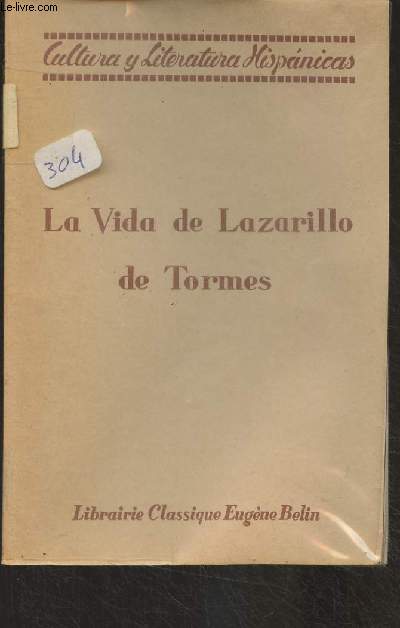 Le-livre.com
Cultura y Literatura Hispánicas
304
La Vida de Lazarillo
de Tormes
Librairie Classique Eugène Belin